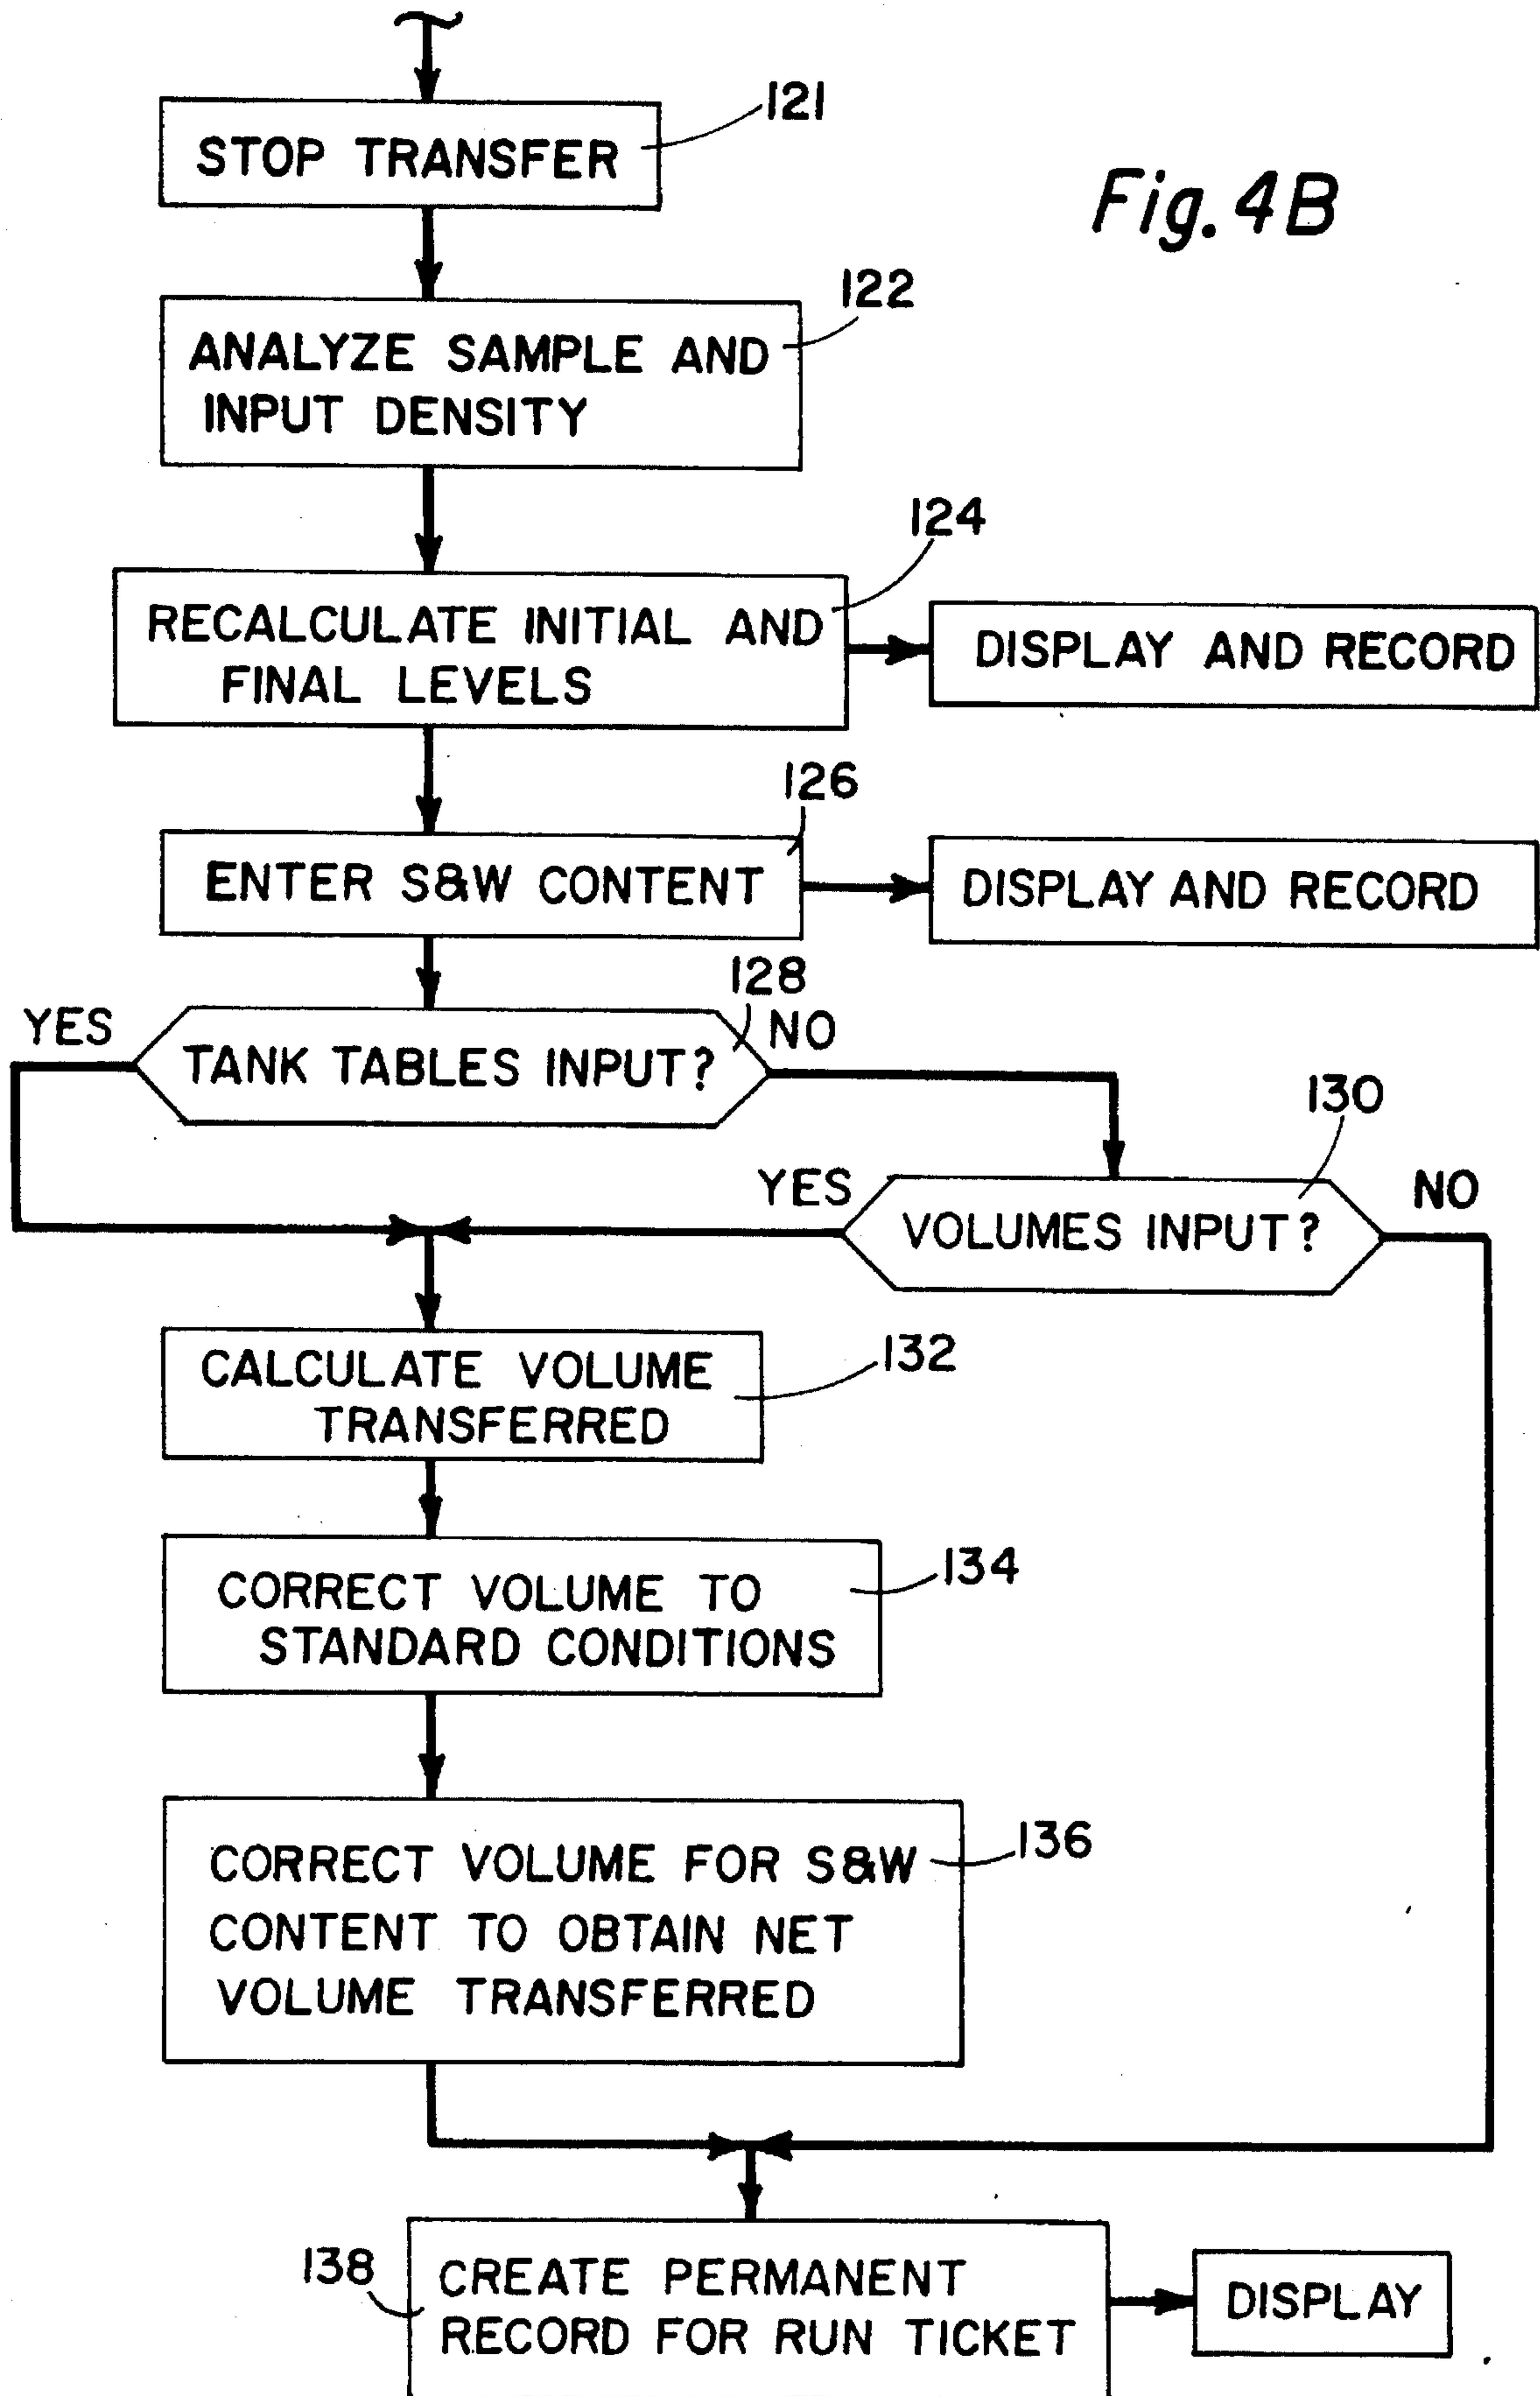 121
STOP TRANSFER
Fig. 4B
122
ANALYZE SAMPLE AND
INPUT DENSITY
124
RECALCULATE INITIAL AND
FINAL LEVELS
DISPLAY AND RECORD
126
ENTER S&W CONTENT
DISPLAY AND RECORD
128
YES
NO
TANK TABLES INPUT?
130
YES
NO
VOLUMES INPUT?
132
CALCULATE VOLUME
TRANSFERRED
134
CORRECT VOLUME TO
STANDARD CONDITIONS
136
CORRECT VOLUME FOR S&W
CONTENT TO OBTAIN NET
VOLUME TRANSFERRED
138
CREATE PERMANENT
RECORD FOR RUN TICKET
DISPLAY